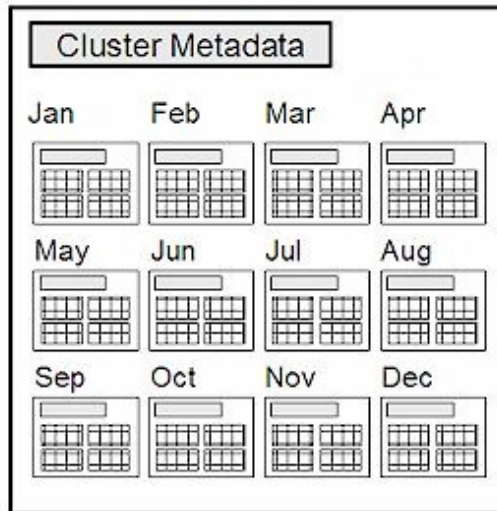 Cluster Metadata
Jan Feb Mar Apr
May Jun Jul Aug
Sep Oct Nov Dec